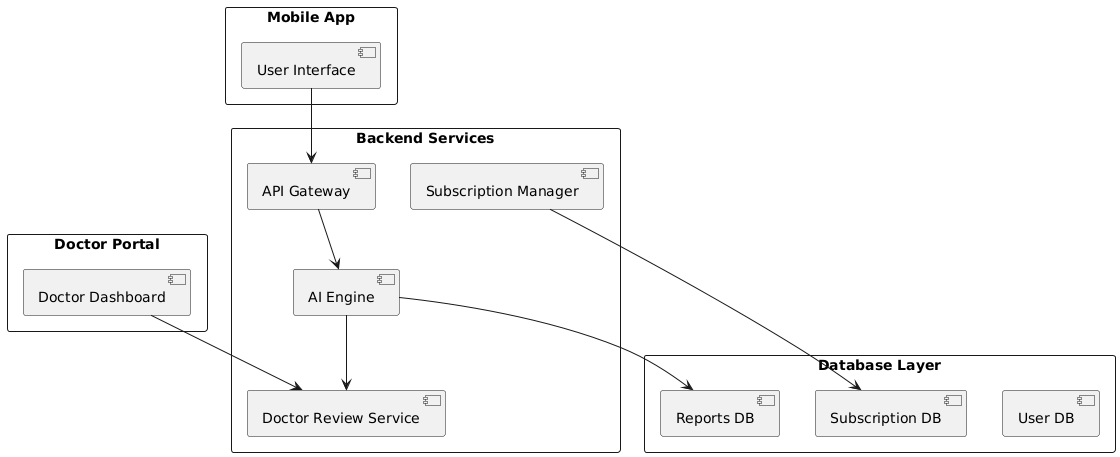 Mobile App
User Interface
Backend Services
API Gateway
Subscription Manager
Doctor Portal
Doctor Dashboard
AI Engine
Doctor Review Service
Database Layer
Reports DB
Subscription DB
User DB